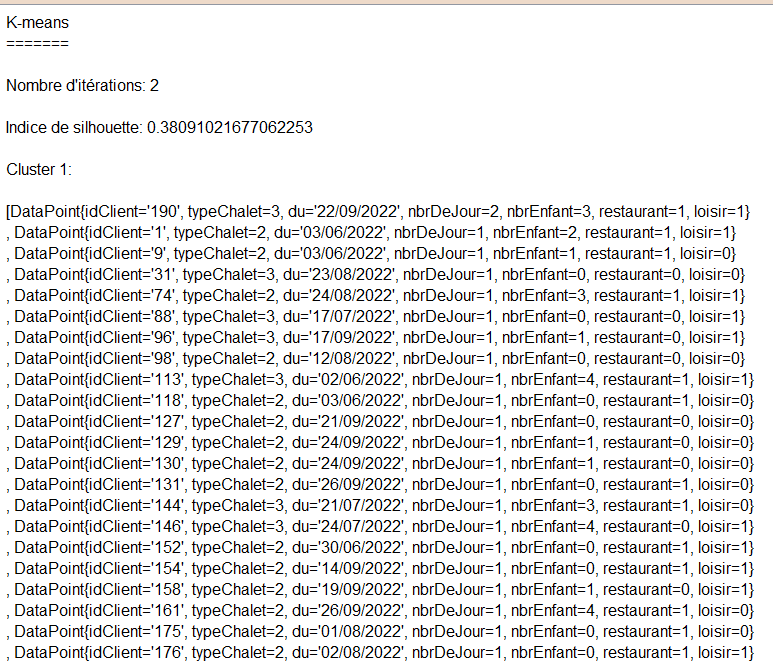 K-means
=======
Nombre d'itérations: 2
Indice de silhouette: 0.38091021677062253
Cluster 1:
[DataPoint{idClient='190', typeChalet=3, du='22/09/2022', nbrDeJour=2, nbrEnfant=3, restaurant=1, loisir=1}
, DataPoint{idClient='1', typeChalet=2, du='03/06/2022', nbrDeJour=1, nbrEnfant=2, restaurant=1, loisir=1}
, DataPoint{idClient='9', typeChalet=2, du='03/06/2022', nbrDeJour=1, nbrEnfant=1, restaurant=1, loisir=0}
, DataPoint{idClient='31', typeChalet=3, du='23/08/2022', nbrDeJour=1, nbrEnfant=0, restaurant=0, loisir=0}
, DataPoint{idClient='74', typeChalet=2, du='24/08/2022', nbrDeJour=1, nbrEnfant=3, restaurant=1, loisir=1}
, DataPoint{idClient='88', typeChalet=3, du='17/07/2022', nbrDeJour=1, nbrEnfant=0, restaurant=0, loisir=1}
, DataPoint{idClient='96', typeChalet=3, du='17/09/2022', nbrDeJour=1, nbrEnfant=1, restaurant=0, loisir=1}
, DataPoint{idClient='98', typeChalet=2, du='12/08/2022', nbrDeJour=1, nbrEnfant=0, restaurant=0, loisir=0}
, DataPoint{idClient='113', typeChalet=3, du='02/06/2022', nbrDeJour=1, nbrEnfant=4, restaurant=1, loisir=1}
, DataPoint{idClient='118', typeChalet=2, du='03/06/2022', nbrDeJour=1, nbrEnfant=0, restaurant=1, loisir=0}
, DataPoint{idClient='127', typeChalet=2, du='21/09/2022', nbrDeJour=1, nbrEnfant=0, restaurant=0, loisir=0}
, DataPoint{idClient='129', typeChalet=2, du='24/09/2022', nbrDeJour=1, nbrEnfant=1, restaurant=0, loisir=0}
, DataPoint{idClient='130', typeChalet=2, du='24/09/2022', nbrDeJour=1, nbrEnfant=1, restaurant=0, loisir=0}
, DataPoint{idClient='131', typeChalet=2, du='26/09/2022', nbrDeJour=1, nbrEnfant=0, restaurant=1, loisir=0}
, DataPoint{idClient='144', typeChalet=3, du='21/07/2022', nbrDeJour=1, nbrEnfant=3, restaurant=1, loisir=0}
, DataPoint{idClient='146', typeChalet=3, du='24/07/2022', nbrDeJour=1, nbrEnfant=4, restaurant=0, loisir=1}
, DataPoint{idClient='152', typeChalet=2, du='30/06/2022', nbrDeJour=1, nbrEnfant=0, restaurant=1, loisir=1}
, DataPoint{idClient='154', typeChalet=2, du='14/09/2022', nbrDeJour=1, nbrEnfant=0, restaurant=1, loisir=1}
, DataPoint{idClient='158', typeChalet=2, du='19/09/2022', nbrDeJour=1, nbrEnfant=1, restaurant=0, loisir=1}
, DataPoint{idClient='161', typeChalet=2, du='26/09/2022', nbrDeJour=1, nbrEnfant=4, restaurant=1, loisir=0}
, DataPoint{idClient='175', typeChalet=2, du='01/08/2022', nbrDeJour=1, nbrEnfant=0, restaurant=1, loisir=0}
, DataPoint{idClient='176', typeChalet=2, du='02/08/2022', nbrDeJour=1, nbrEnfant=0, restaurant=1, loisir=1}